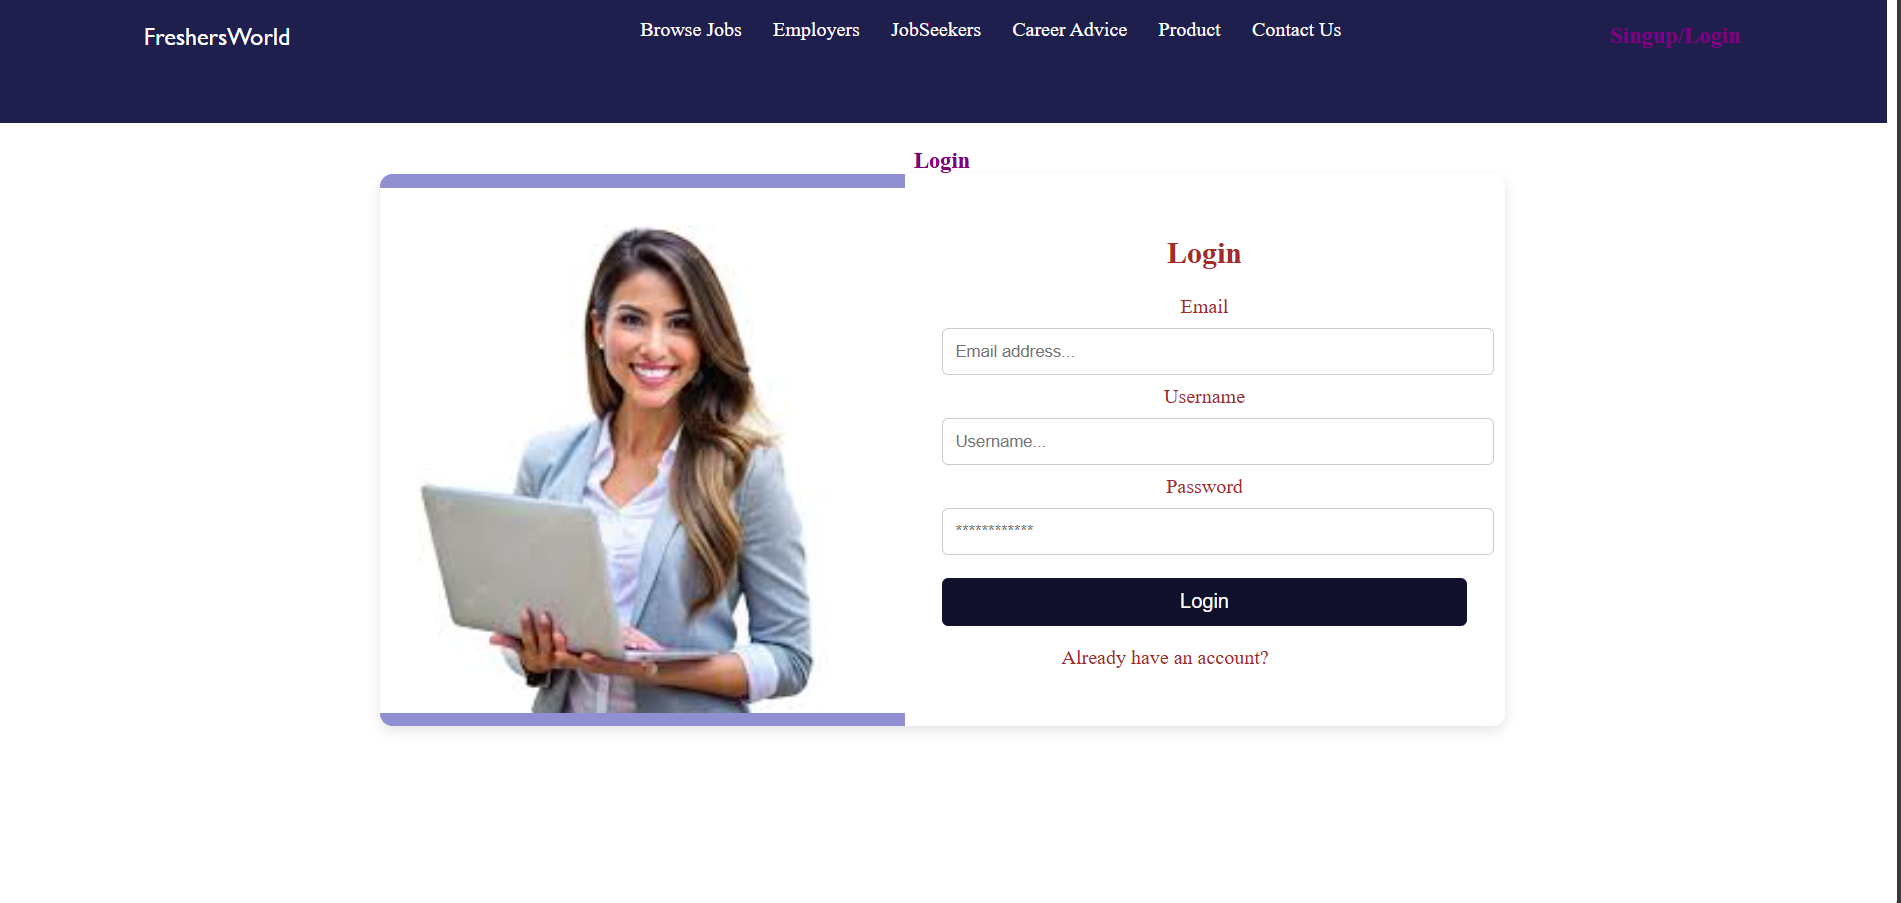 FreshersWorld
Browse Jobs Employers JobSeekers Career Advice Product Contact Us
Singup/Login
Login
Login
Email
Email address...
Username
Username...
Password
************
Login
Already have an account?